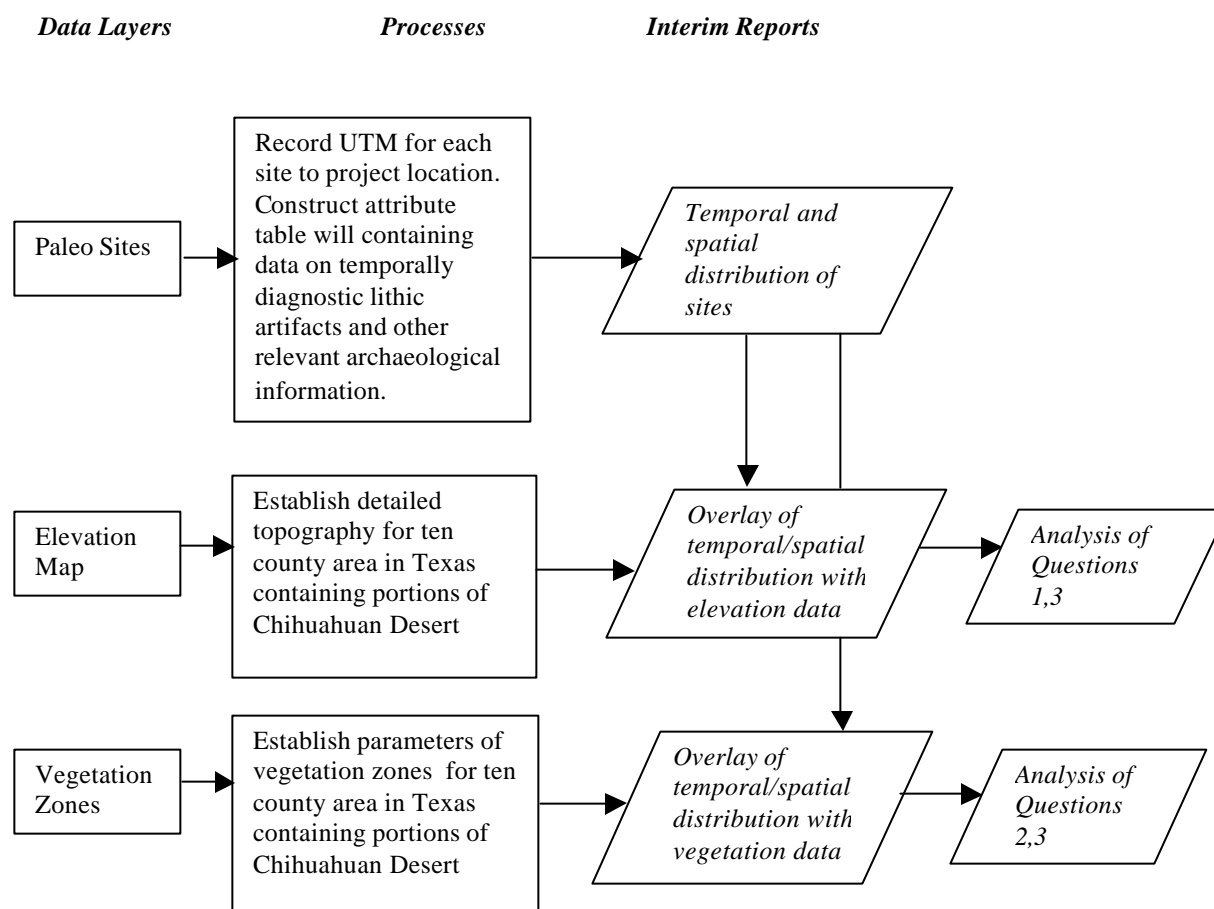 Data Layers
Processes
Interim Reports
Paleo Sites
Record UTM for each
site to project location.
Construct attribute
table will containing
data on temporally
diagnostic lithic
artifacts and other
relevant archaeological
information.
Temporal and
spatial
distribution of
sites
Elevation
Map
Establish detailed
topography for ten
county area in Texas
containing portions of
Chihuahuan Desert
Overlay of
temporal/spatial
distribution with
elevation data
Analysis of
Questions
1,3
Vegetation
Zones
Establish parameters of
vegetation zones for ten
county area in Texas
containing portions of
Chihuahuan Desert
Overlay of
temporal/spatial
distribution with
vegetation data
Analysis of
Questions
2,3